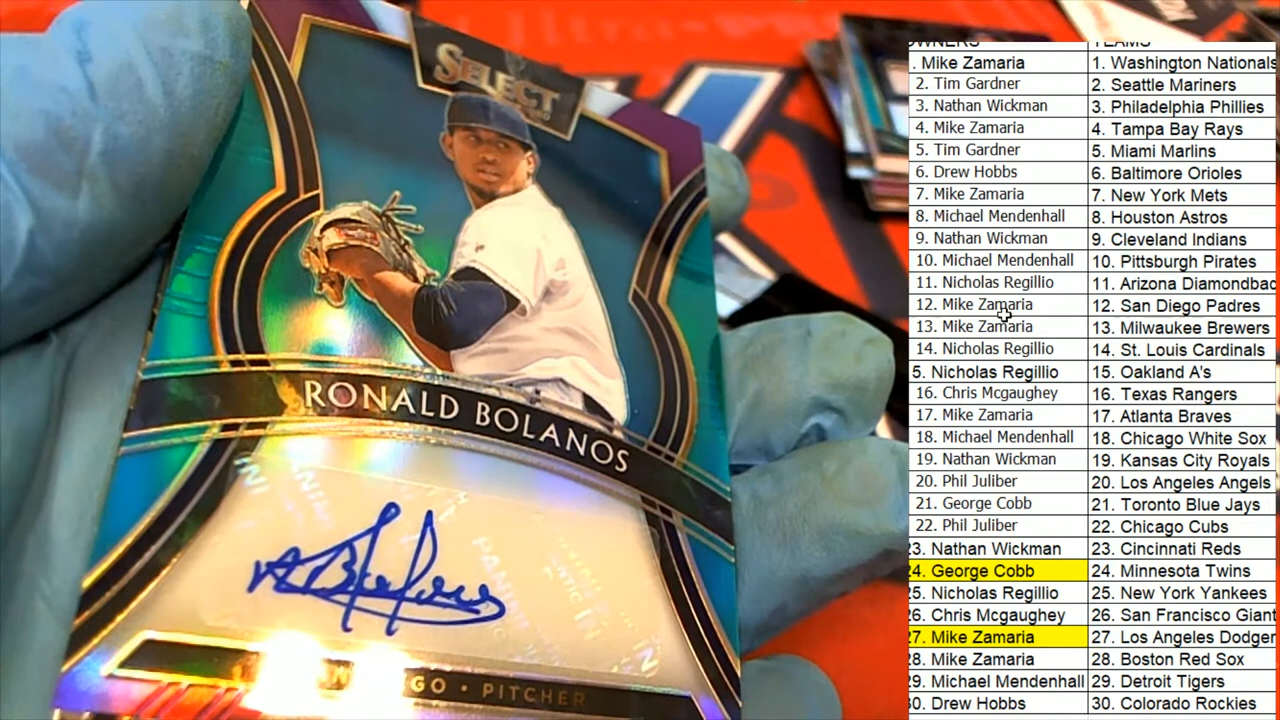 SELECT
RONALD BOLANOS
GO • PITCHER
OWNERS TEAMS
. Mike Zamaria 1. Washington Nationals
2. Tim Gardner 2. Seattle Mariners
3. Nathan Wickman 3. Philadelphia Phillies
4. Mike Zamaria 4. Tampa Bay Rays
5. Tim Gardner 5. Miami Marlins
6. Drew Hobbs 6. Baltimore Orioles
7. Mike Zamaria 7. New York Mets
8. Michael Mendenhall 8. Houston Astros
9. Nathan Wickman 9. Cleveland Indians
10. Michael Mendenhall 10. Pittsburgh Pirates
11. Nicholas Regillio 11. Arizona Diamondbac
12. Mike Zamaria 12. San Diego Padres
13. Mike Zamaria 13. Milwaukee Brewers
14. Nicholas Regillio 14. St. Louis Cardinals
5. Nicholas Regillio 15. Oakland A's
16. Chris Mcgaughey 16. Texas Rangers
17. Mike Zamaria 17. Atlanta Braves
18. Michael Mendenhall 18. Chicago White Sox
19. Nathan Wickman 19. Kansas City Royals
20. Phil Juliber 20. Los Angeles Angels
21. George Cobb 21. Toronto Blue Jays
22. Phil Juliber 22. Chicago Cubs
23. Nathan Wickman 23. Cincinnati Reds
24. George Cobb 24. Minnesota Twins
25. Nicholas Regillio 25. New York Yankees
26. Chris Mcgaughey 26. San Francisco Giant
27. Mike Zamaria 27. Los Angeles Dodger
28. Mike Zamaria 28. Boston Red Sox
29. Michael Mendenhall 29. Detroit Tigers
30. Drew Hobbs 30. Colorado Rockies